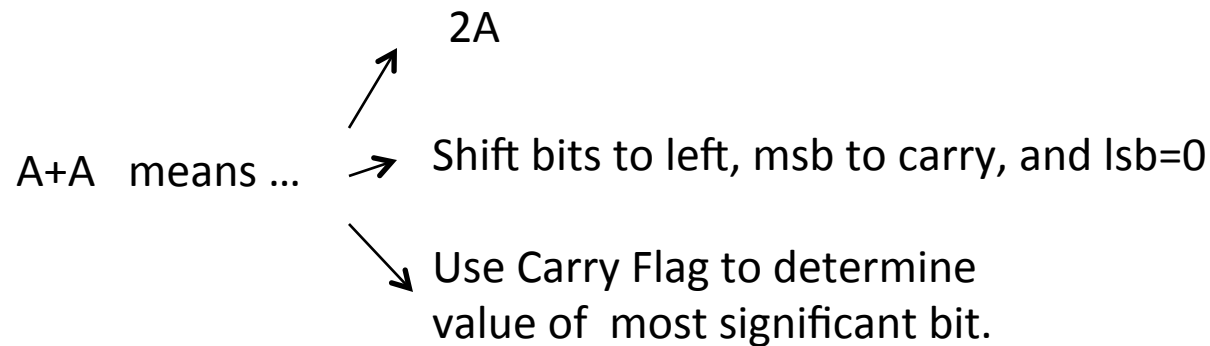 2A
A+A means …
Shift bits to left, msb to carry, and lsb=0
Use Carry Flag to determine
value of most significant bit.